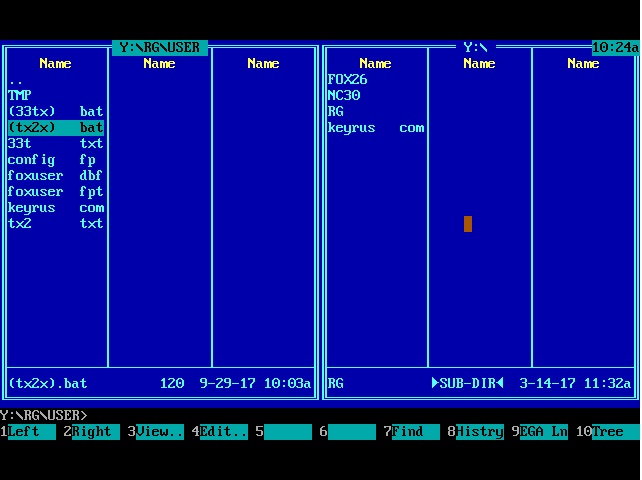 Y:\RG\USER Y:\ 10:24a
Name Name Name Name Name Name
.. FOX26
TMP NC30
(33tx) bat RG
(tx2x) bat keyrus com
33t txt
config fp
foxuser dbf
foxuser fpt
keyrus com
tx2 txt
(tx2x).bat 120 9-29-17 10:03a RG ►SUB-DIR◄ 3-14-17 11:32a
Y:\RG\USER>
1Left 2Right 3View.. 4Edit.. 5 6 7Find 8Histry 9EGA Ln 10Tree